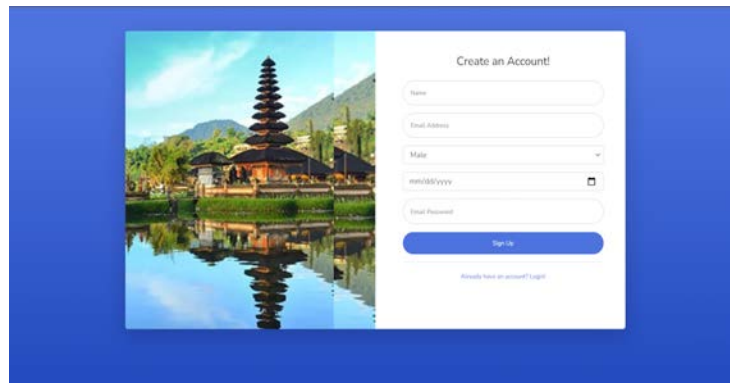 Create an Account!
Name
Email Address
Male
mm/dd/yyyy
Email Password
Sign Up
Already have an account? Login!